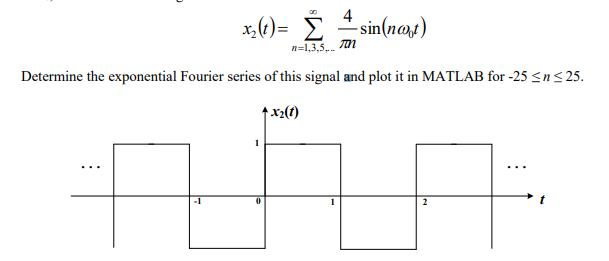 x₂(t) = ∞ ∑ n=1,3,5,... 4/πn sin(nω₀t)
Determine the exponential Fourier series of this signal and plot it in MATLAB for -25 ≤ n ≤ 25.
x₂(t)
1
... ...
-1 0 1 2 t